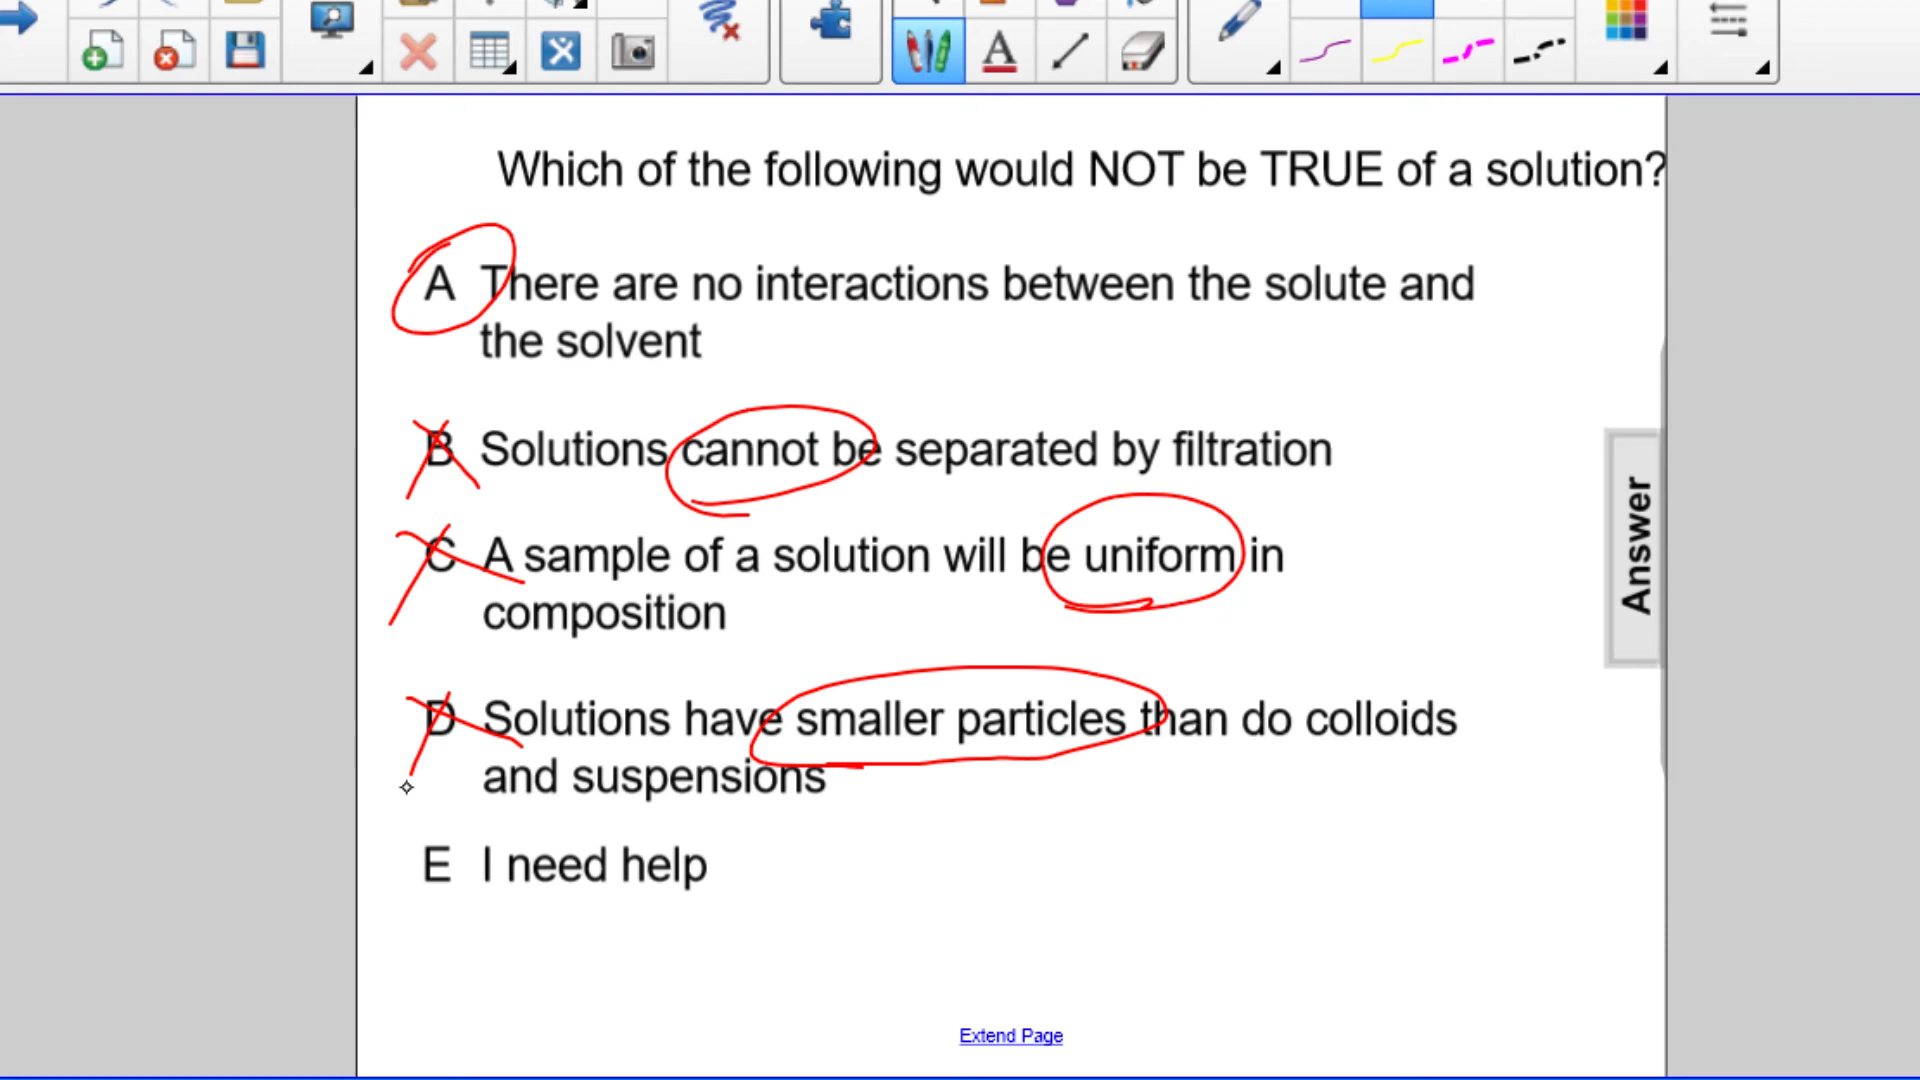 Which of the following would NOT be TRUE of a solution?
A There are no interactions between the solute and
the solvent
B Solutions cannot be separated by filtration
C A sample of a solution will be uniform in
composition
D Solutions have smaller particles than do colloids
and suspensions
E I need help
Answer
Extend Page